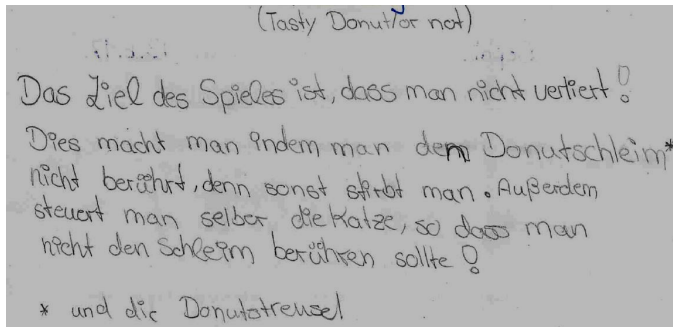 (Tasty Donut/or not)
Das Ziel des Spieles ist, dass man nicht verliert!
Dies macht man indem man dem Donutschleim*
nicht berührt, denn sonst stirbt man. Außerdem
steuert man selber die Katze, so dass man
nicht den Schleim berühren sollte!
* und die Donutstreusel